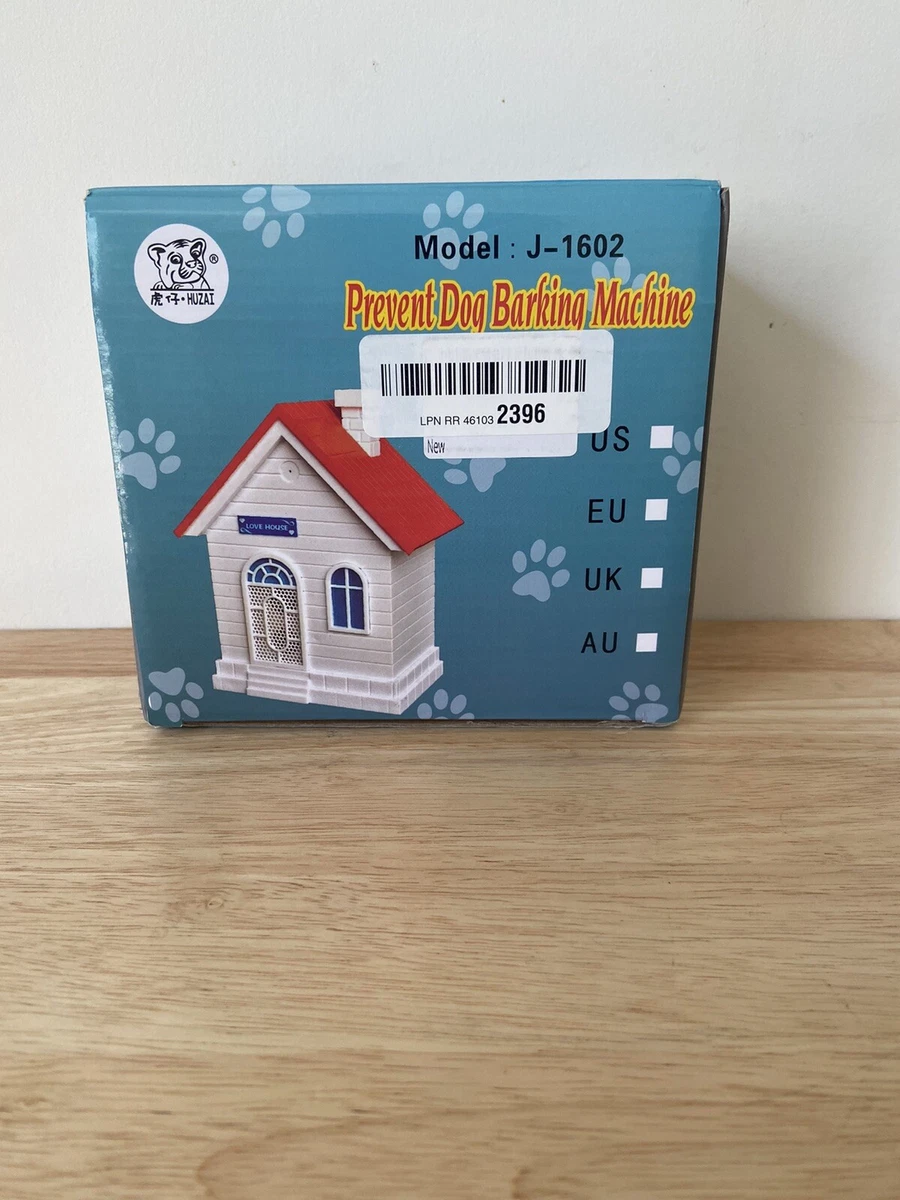 Model : J-1602
®
虎仔·HUZAI
Prevent Dog Barking Machine
LPN RR 46103 2396
New
US
EU
UK
AU
LOVE HOUSE